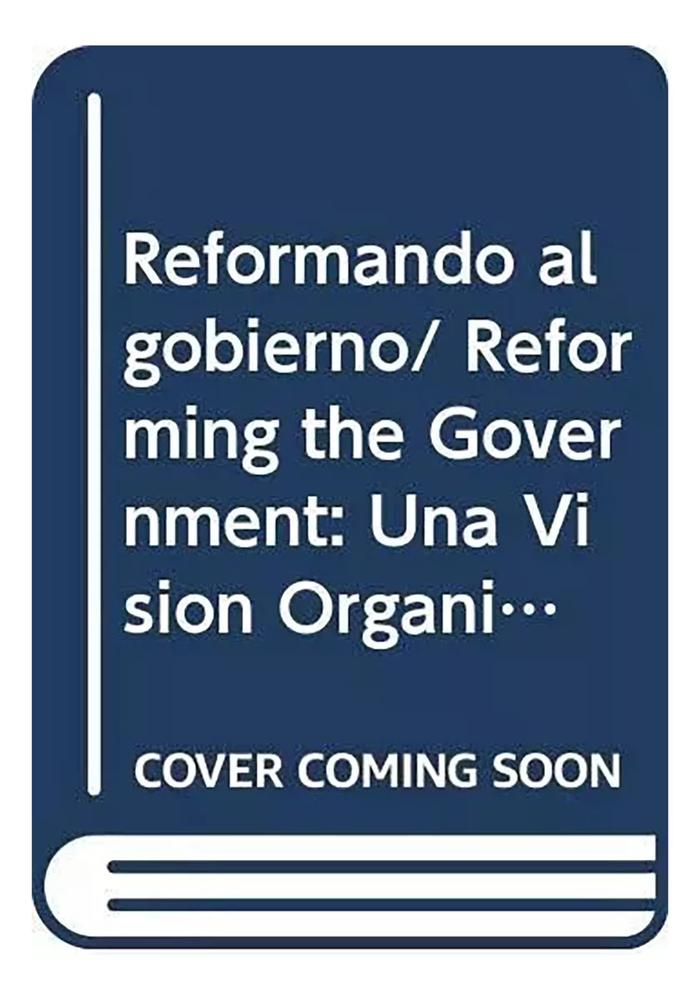 Reformando al
gobierno/ Refor
ming the Gover
nment: Una Vi
sion Organi...
COVER COMING SOON